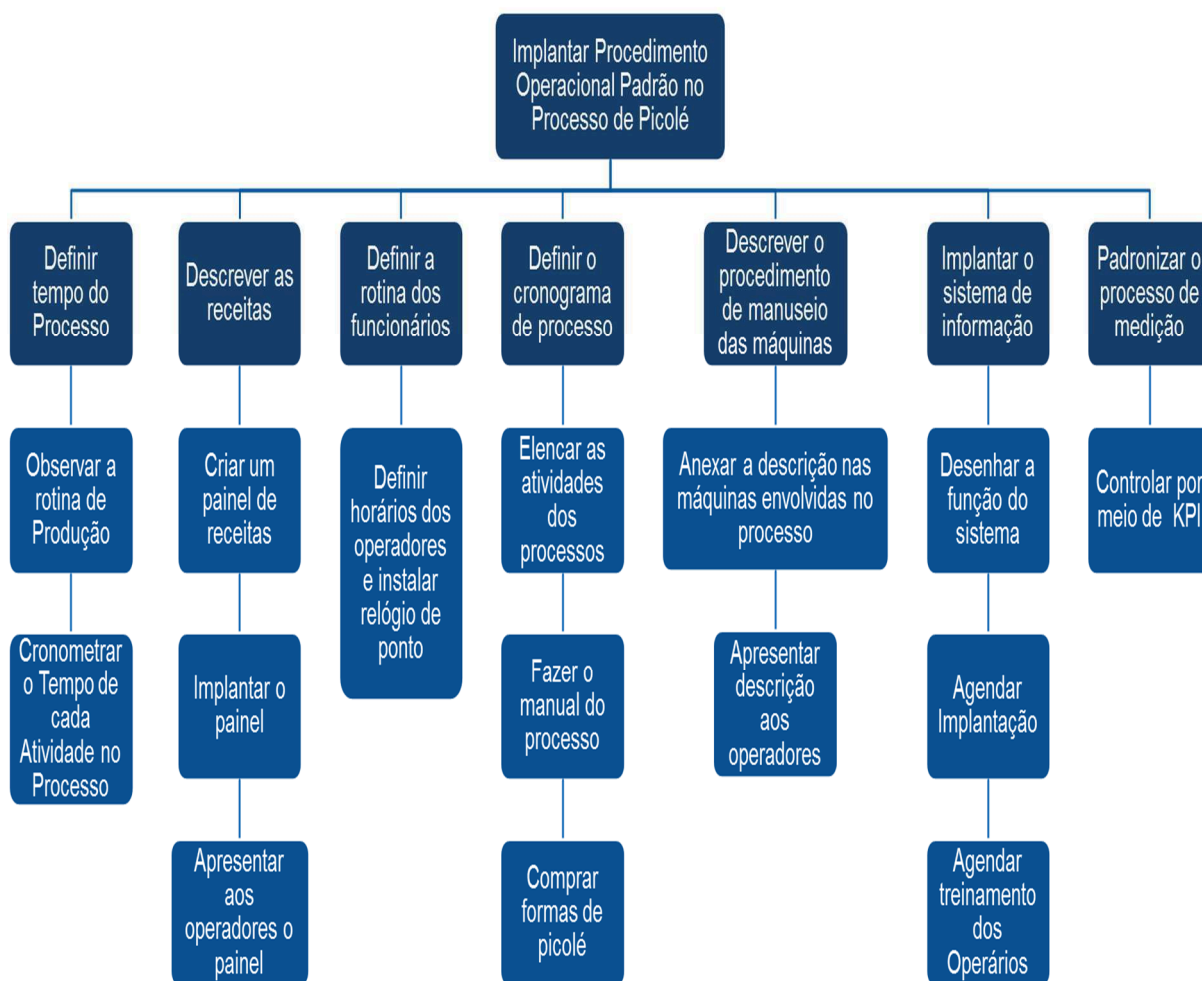 Implantar Procedimento
Operacional Padrão no
Processo de Picolé
Definir
tempo do
Processo
Descrever as
receitas
Definir a
rotina dos
funcionários
Definir o
cronograma
de processo
Descrever o
procedimento
de manuseio
das máquinas
Implantar o
sistema de
informação
Padronizar o
processo de
medição
Observar a
rotina de
Produção
Criar um
painel de
receitas
Definir
horários dos
operadores
e instalar
relógio de
ponto
Elencar as
atividades
dos
processos
Anexar a descrição nas
máquinas envolvidas no
processo
Desenhar a
função do
sistema
Controlar por
meio de KPI
Cronometrar
o Tempo de
cada
Atividade no
Processo
Implantar o
painel
Fazer o
manual do
processo
Apresentar
descrição
aos
operadores
Agendar
Implantação
Apresentar
aos
operadores o
painel
Comprar
formas de
picolé
Agendar
treinamento
dos
Operários